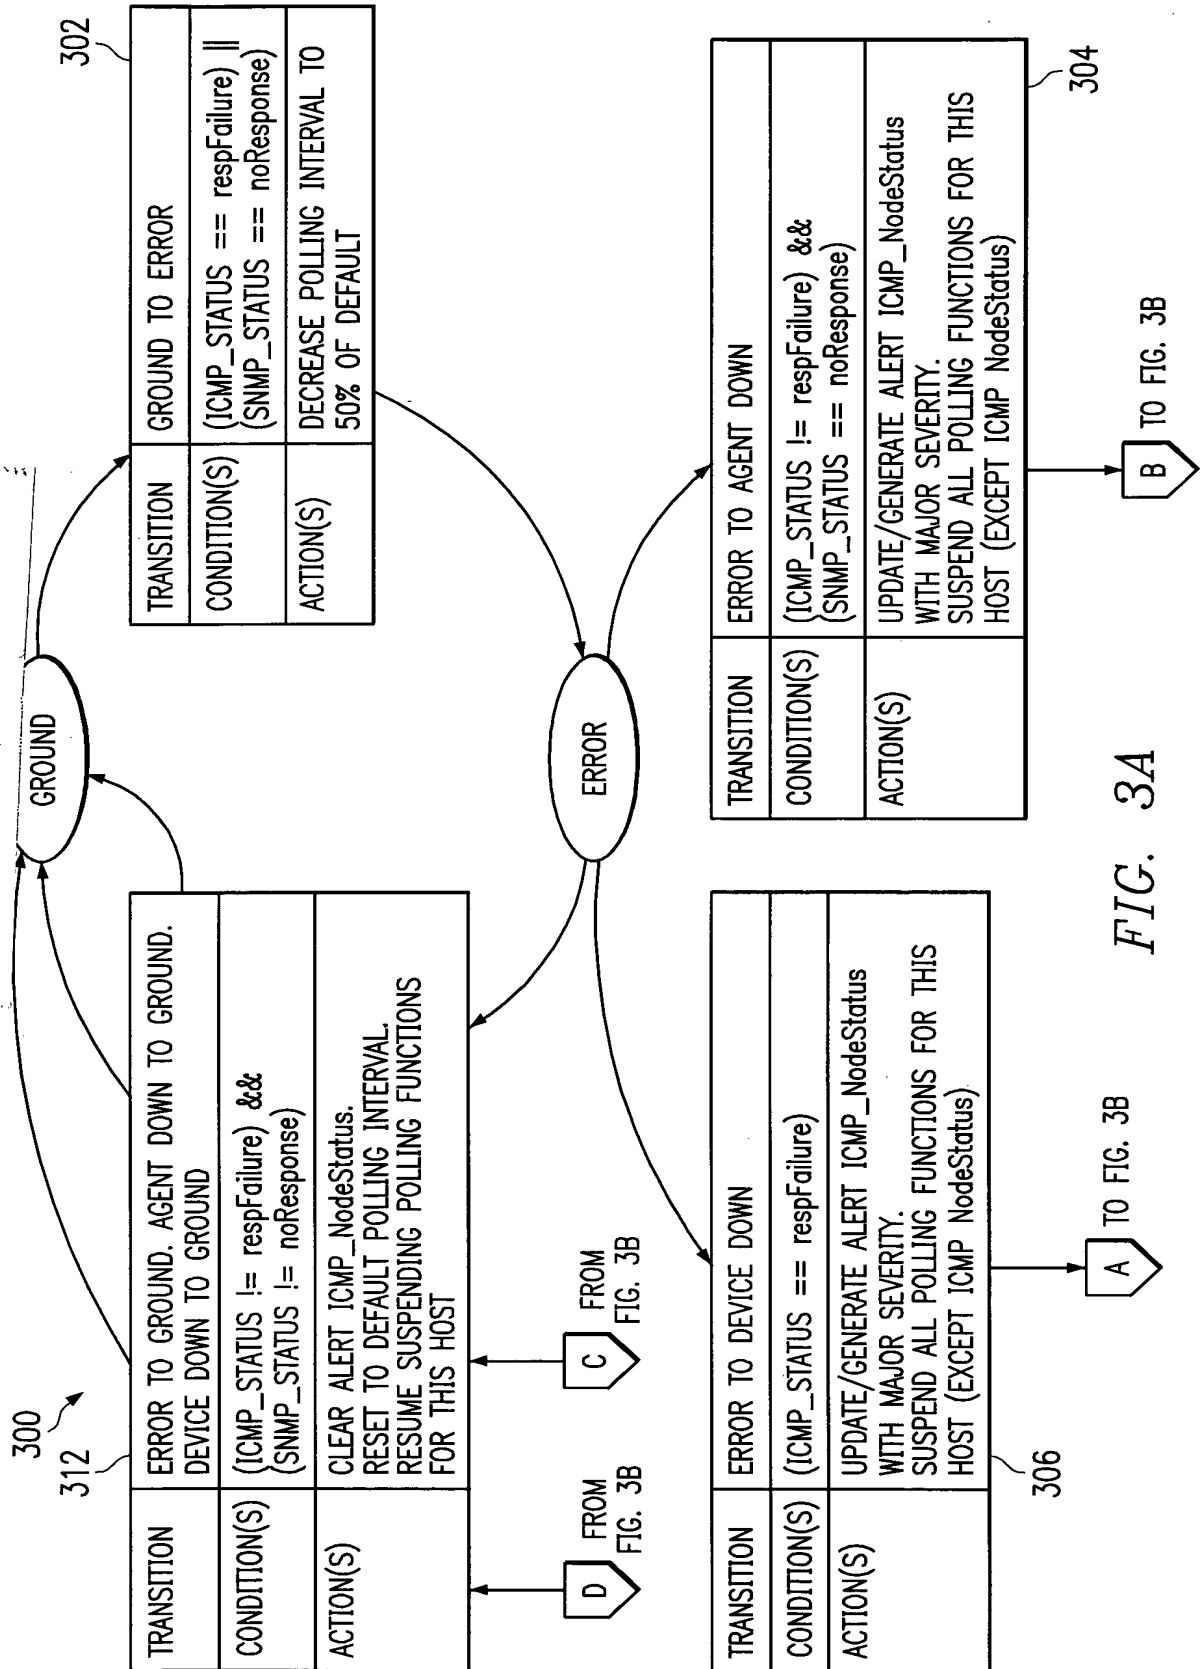 300
312
TRANSITION
ERROR TO GROUND. AGENT DOWN TO GROUND.
DEVICE DOWN TO GROUND
CONDITION(S)
(ICMP_STATUS != respFailure) &&
(SNMP_STATUS != noResponse)
ACTION(S)
CLEAR ALERT ICMP_NodeStatus.
RESET TO DEFAULT POLLING INTERVAL.
RESUME SUSPENDING POLLING FUNCTIONS
FOR THIS HOST
D
FROM
FIG. 3B
C
FROM
FIG. 3B
GROUND
302
TRANSITION
GROUND TO ERROR
CONDITION(S)
(ICMP_STATUS == respFailure) ||
(SNMP_STATUS == noResponse)
ACTION(S)
DECREASE POLLING INTERVAL TO
50% OF DEFAULT
ERROR
TRANSITION
ERROR TO DEVICE DOWN
CONDITION(S)
(ICMP_STATUS == respFailure)
ACTION(S)
UPDATE/GENERATE ALERT ICMP_NodeStatus
WITH MAJOR SEVERITY.
SUSPEND ALL POLLING FUNCTIONS FOR THIS
HOST (EXCEPT ICMP NodeStatus)
306
A
TO FIG. 3B
TRANSITION
ERROR TO AGENT DOWN
CONDITION(S)
(ICMP_STATUS != respFailure) &&
(SNMP_STATUS == noResponse)
ACTION(S)
UPDATE/GENERATE ALERT ICMP_NodeStatus
WITH MAJOR SEVERITY.
SUSPEND ALL POLLING FUNCTIONS FOR THIS
HOST (EXCEPT ICMP NodeStatus)
304
B
TO FIG. 3B
FIG. 3A